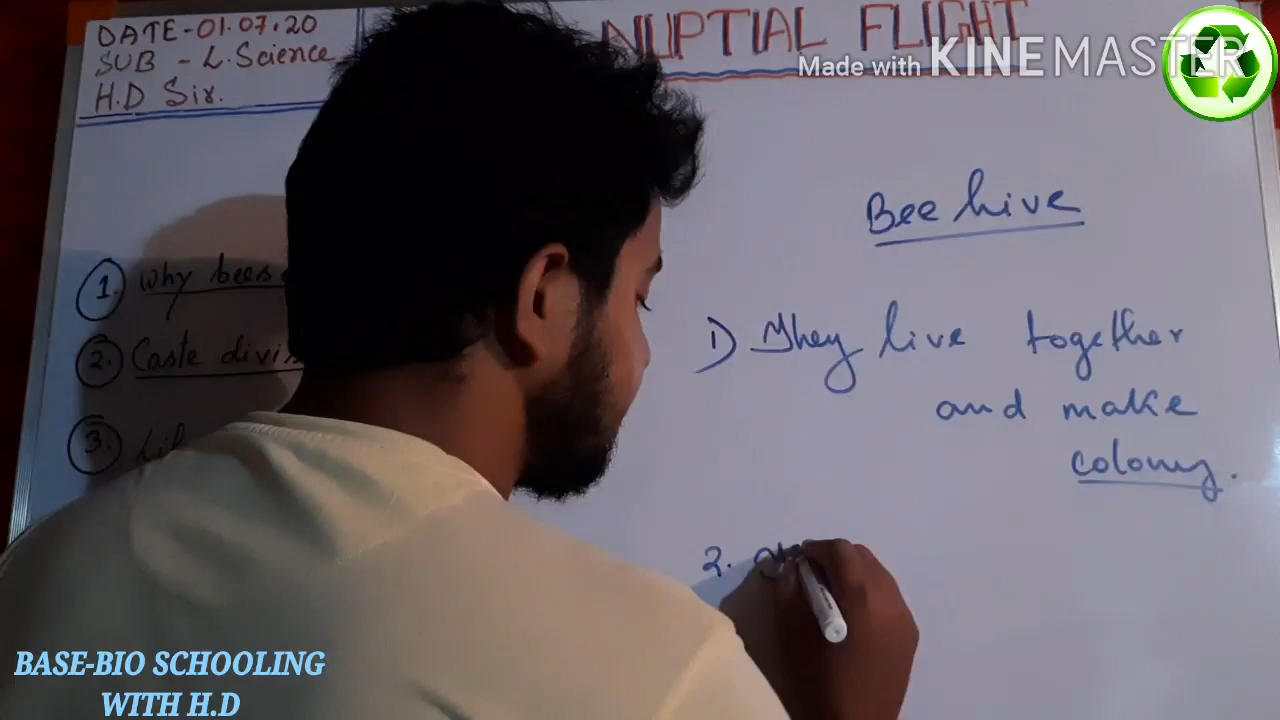 DATE-01.07.20
SUB - L.Science
H.D Sir.
NUPTIAL FLIGHT
Made with KINEMASTER
Bee hive
1. Why bees
2. Caste
3.
1) They live together
and make
colony.
2.
BASE-BIO SCHOOLING
WITH H.D